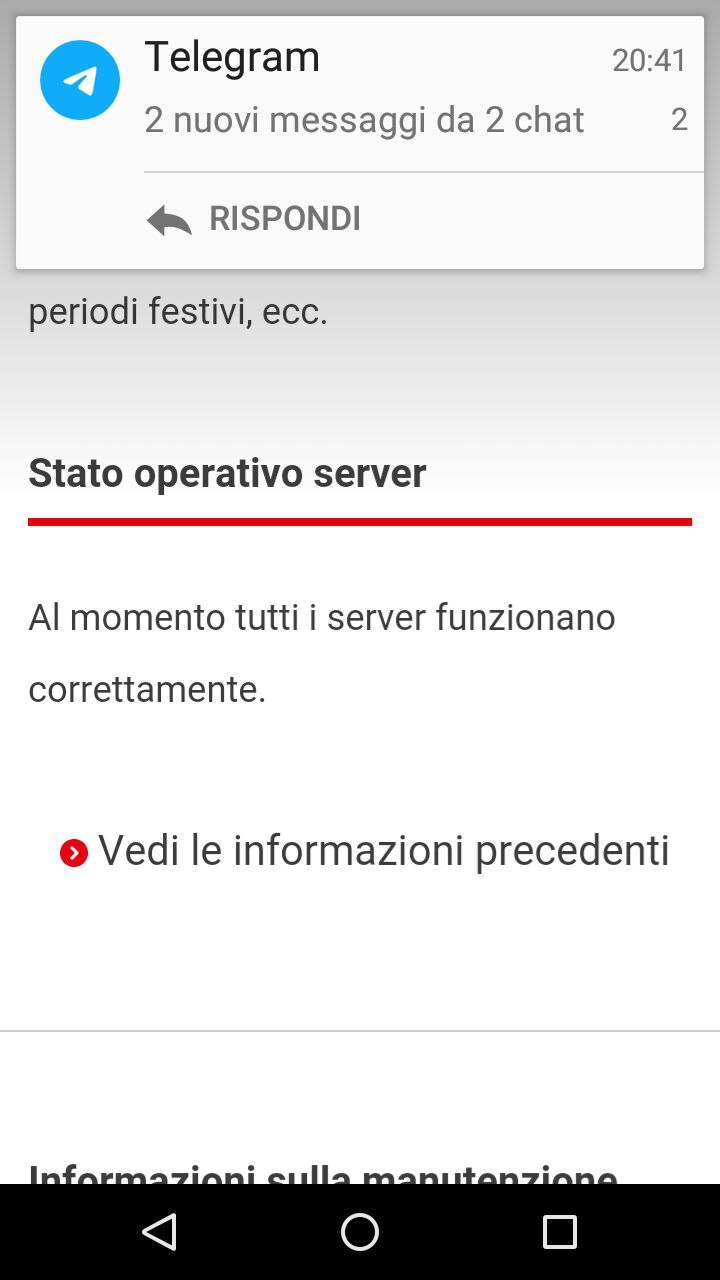 Telegram 20:41
2 nuovi messaggi da 2 chat 2
RISPONDI
periodi festivi, ecc.
Stato operativo server
Al momento tutti i server funzionano
correttamente.
Vedi le informazioni precedenti
Informazioni sulla manutenzione